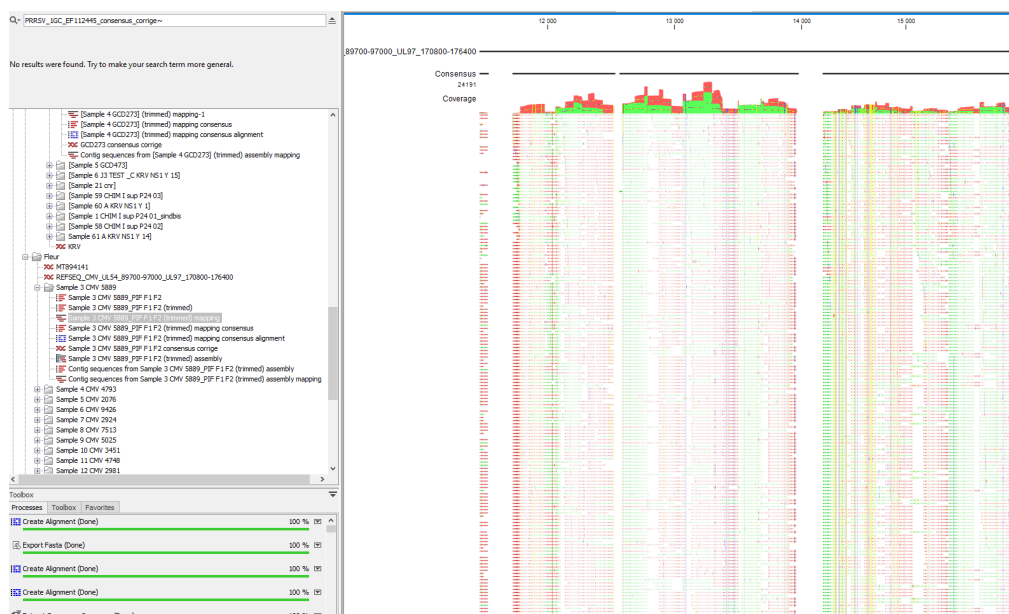 PRRSV_1GC_EF112445_consensus_corrige~
No results were found. Try to make your search term more general.
[Sample 4 GCD273] (trimmed) mapping-1
[Sample 4 GCD273] (trimmed) mapping consensus
[Sample 4 GCD273] (trimmed) mapping consensus alignment
GCD273 consensus corrige
Contig sequences from [Sample 4 GCD273] (trimmed) assembly mapping
[Sample 5 GCD473]
[Sample 6 J3 TEST _C KRV NS1 Y 15]
[Sample 21 cnr]
[Sample 59 CHIM I sup P24 03]
[Sample 60 A KRV NS1 Y 1]
[Sample 1 CHIM I sup P24 01_sindbis
[Sample 58 CHIM I sup P24 02]
[Sample 61 A KRV NS1 Y 14]
KRV
Fleur
MT894141
REFSEQ_CMV_UL54_89700-97000_UL97_170800-176400
Sample 3 CMV 5889
Sample 3 CMV 5889_PIF F1 F2
Sample 3 CMV 5889_PIF F1 F2 (trimmed)
Sample 3 CMV 5889_PIF F1 F2 (trimmed) mapping
Sample 3 CMV 5889_PIF F1 F2 (trimmed) mapping consensus
Sample 3 CMV 5889_PIF F1 F2 (trimmed) mapping consensus alignment
Sample 3 CMV 5889_PIF F1 F2 consensus corrige
Sample 3 CMV 5889_PIF F1 F2 (trimmed) assembly
Contig sequences from Sample 3 CMV 5889_PIF F1 F2 (trimmed) assembly
Contig sequences from Sample 3 CMV 5889_PIF F1 F2 (trimmed) assembly mapping
Sample 4 CMV 4793
Sample 5 CMV 2076
Sample 6 CMV 9426
Sample 7 CMV 2924
Sample 8 CMV 7513
Sample 9 CMV 5025
Sample 10 CMV 3451
Sample 11 CMV 4748
Sample 12 CMV 2981
Toolbox
Processes Toolbox Favorites
Create Alignment (Done) 100 %
Export Fasta (Done) 100 %
Create Alignment (Done) 100 %
Create Alignment (Done) 100 %
12 000 13 000 14 000 15 000
_89700-97000_UL97_170800-176400
Consensus
24191
Coverage